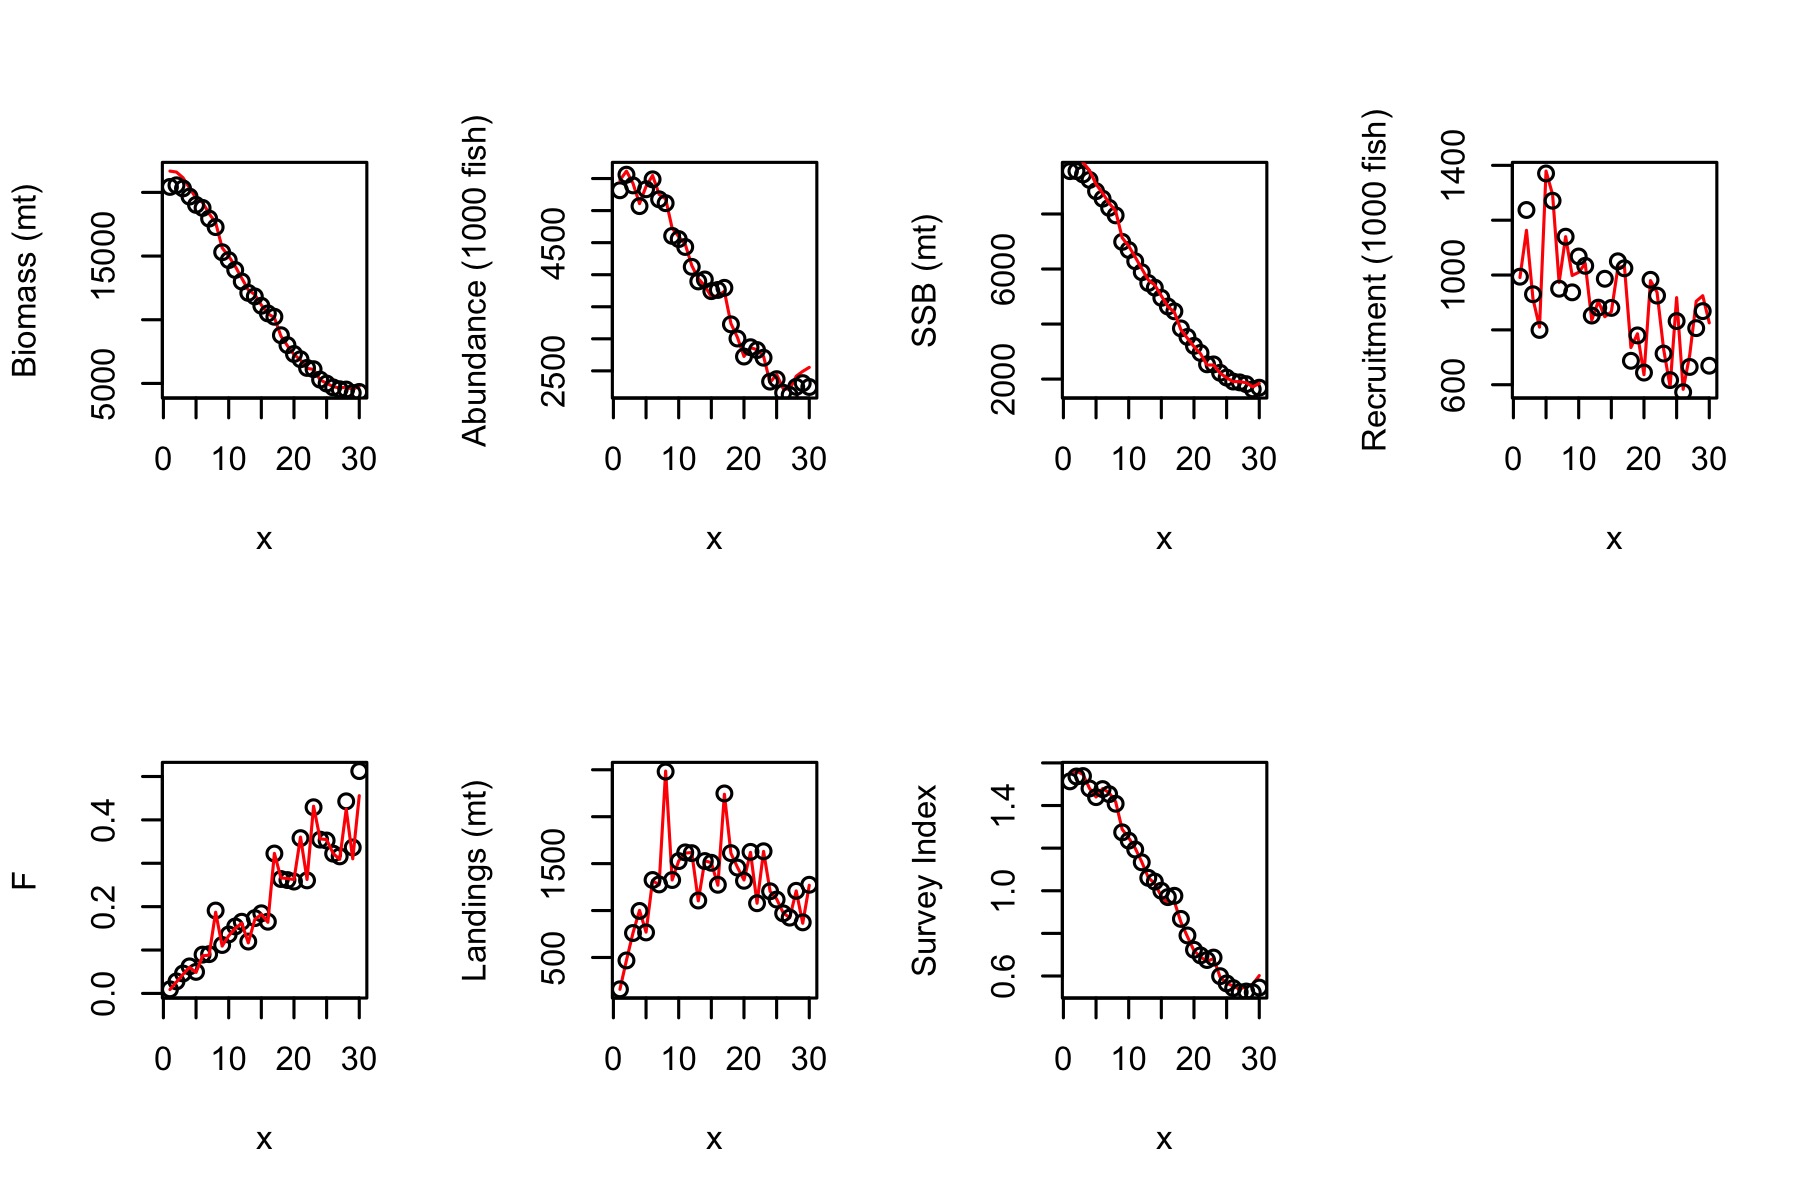 Biomass (mt)
5000 15000
0 10 20 30
x
Abundance (1000 fish)
2500 4500
0 10 20 30
x
SSB (mt)
2000 6000
0 10 20 30
x
Recruitment (1000 fish)
600 1000 1400
0 10 20 30
x
F
0.0 0.2 0.4
0 10 20 30
x
Landings (mt)
500 1500
0 10 20 30
x
Survey Index
0.6 1.0 1.4
0 10 20 30
x